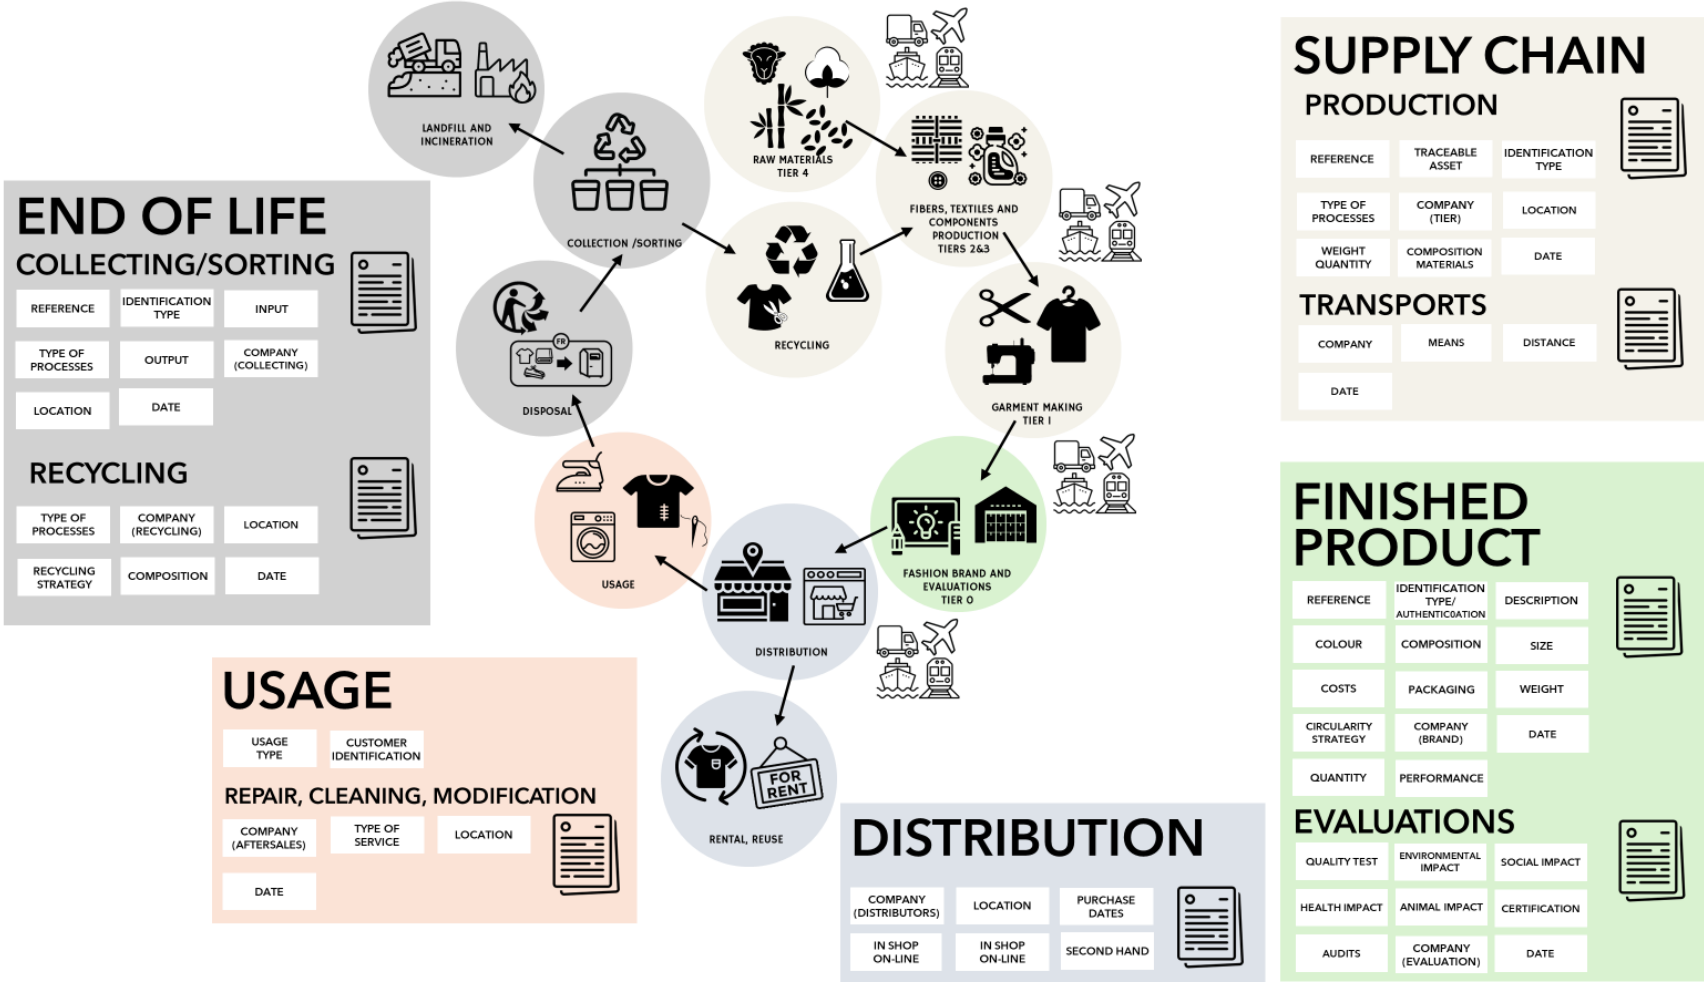 LANDFILL AND
INCINERATION
COLLECTION /SORTING
RAW MATERIALS
TIER 4
FIBERS, TEXTILES AND
COMPONENTS
PRODUCTION
TIERS 2&3
RECYCLING
DISPOSAL
FR
GARMENT MAKING
TIER 1
USAGE
FASHION BRAND AND
EVALUATIONS
TIER 0
DISTRIBUTION
FOR
RENT
RENTAL, REUSE
END OF LIFE
COLLECTING/SORTING
REFERENCE
IDENTIFICATION
TYPE
INPUT
TYPE OF
PROCESSES
OUTPUT
COMPANY
(COLLECTING)
LOCATION
DATE
RECYCLING
TYPE OF
PROCESSES
COMPANY
(RECYCLING)
LOCATION
RECYCLING
STRATEGY
COMPOSITION
DATE
USAGE
USAGE
TYPE
CUSTOMER
IDENTIFICATION
REPAIR, CLEANING, MODIFICATION
COMPANY
(AFTERSALES)
TYPE OF
SERVICE
LOCATION
DATE
DISTRIBUTION
COMPANY
(DISTRIBUTORS)
LOCATION
PURCHASE
DATES
IN SHOP
ON-LINE
IN SHOP
ON-LINE
SECOND HAND
SUPPLY CHAIN
PRODUCTION
REFERENCE
TRACEABLE
ASSET
IDENTIFICATION
TYPE
TYPE OF
PROCESSES
COMPANY
(TIER)
LOCATION
WEIGHT
QUANTITY
COMPOSITION
MATERIALS
DATE
TRANSPORTS
COMPANY
MEANS
DISTANCE
DATE
FINISHED
PRODUCT
REFERENCE
IDENTIFICATION
TYPE/
AUTHENTIC0ATION
DESCRIPTION
COLOUR
COMPOSITION
SIZE
COSTS
PACKAGING
WEIGHT
CIRCULARITY
STRATEGY
COMPANY
(BRAND)
DATE
QUANTITY
PERFORMANCE
EVALUATIONS
QUALITY TEST
ENVIRONMENTAL
IMPACT
SOCIAL IMPACT
HEALTH IMPACT
ANIMAL IMPACT
CERTIFICATION
AUDITS
COMPANY
(EVALUATION)
DATE